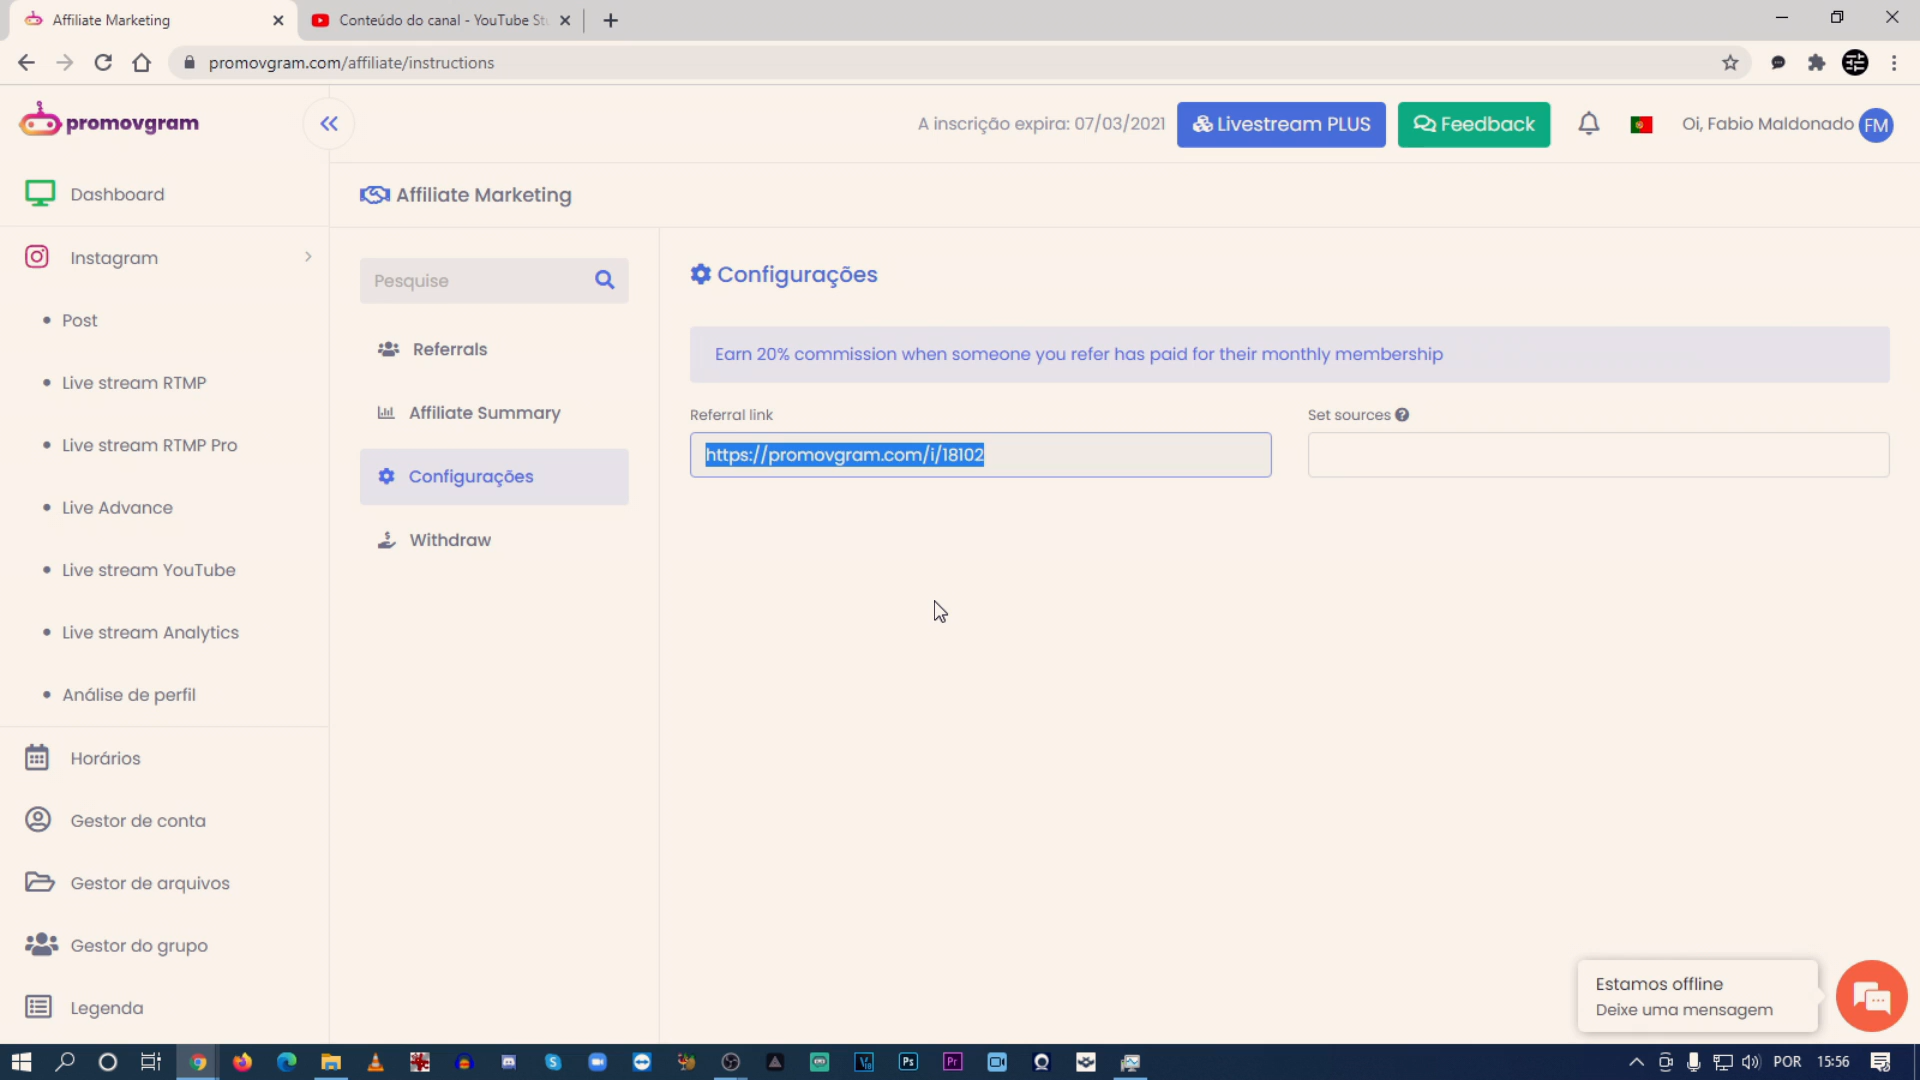 Affiliate Marketing
Conteúdo do canal - YouTube Stu
promovgram.com/affiliate/instructions
promovgram
A inscrição expira: 07/03/2021
Livestream PLUS
Feedback
Oi, Fabio Maldonado
FM
Dashboard
Instagram
Post
Live stream RTMP
Live stream RTMP Pro
Live Advance
Live stream YouTube
Live stream Analytics
Análise de perfil
Horários
Gestor de conta
Gestor de arquivos
Gestor do grupo
Legenda
Affiliate Marketing
Pesquise
Referrals
Affiliate Summary
Configurações
Withdraw
Configurações
Earn 20% commission when someone you refer has paid for their monthly membership
Referral link
https://promovgram.com/i/18102
Set sources
Estamos offline
Deixe uma mensagem
Ps
Pr
POR
15:56